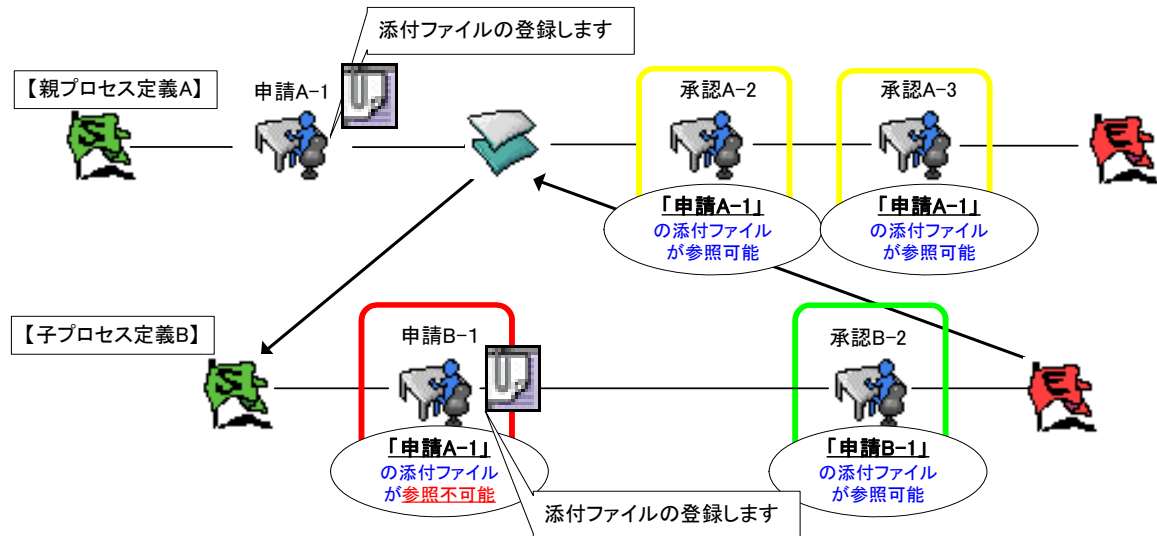 添付ファイルの登録します
【親プロセス定義A】
申請A-1
承認A-2
承認A-3
「申請A-1」
の添付ファイル
が参照可能
「申請A-1」
の添付ファイル
が参照可能
【子プロセス定義B】
申請B-1
承認B-2
「申請A-1」
の添付ファイル
が参照不可能
「申請B-1」
の添付ファイル
が参照可能
添付ファイルの登録します